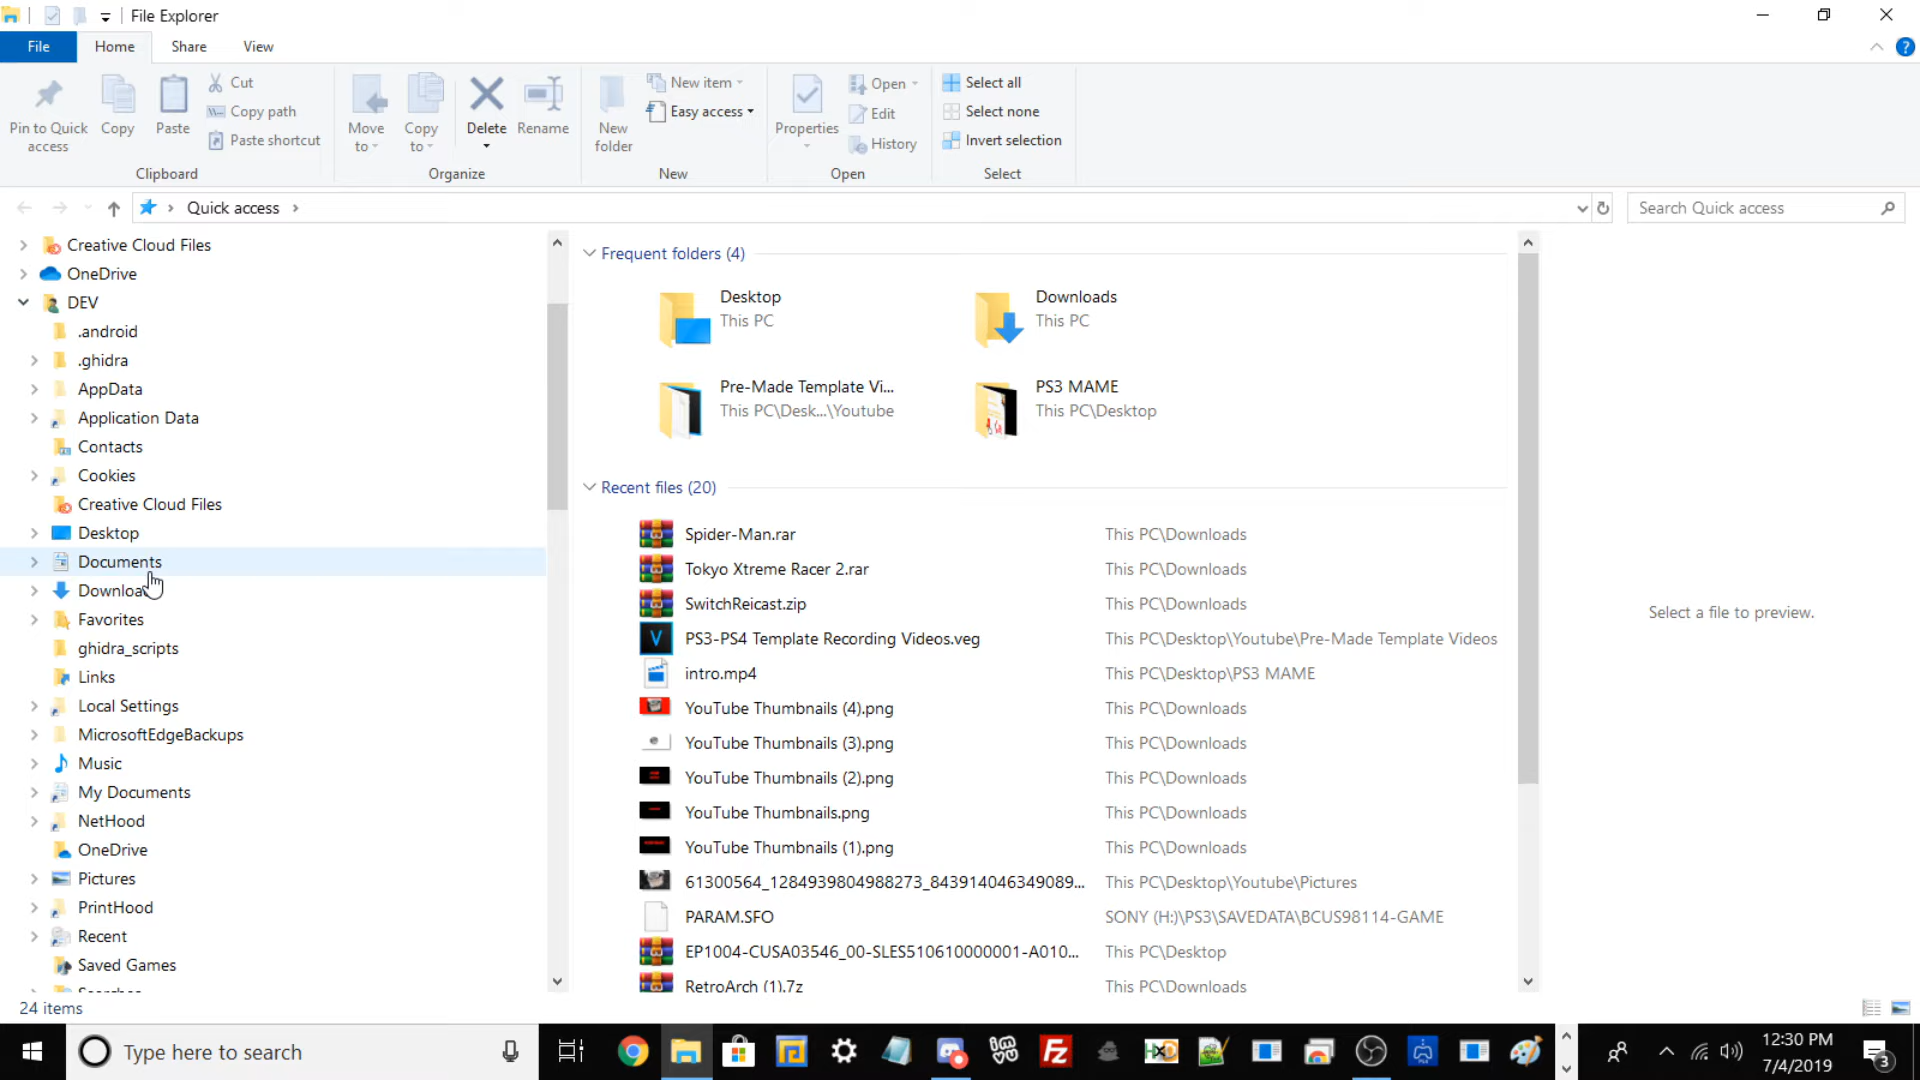 File Explorer
File
Home
Share
View
Pin to Quick access
Copy
Paste
Cut
Copy path
Paste shortcut
Clipboard
Move to
Copy to
Delete
Rename
Organize
New folder
New item
Easy access
New
Properties
Open
Edit
History
Open
Select all
Select none
Invert selection
Select
Quick access
Search Quick access
Creative Cloud Files
OneDrive
DEV
.android
.ghidra
AppData
Application Data
Contacts
Cookies
Creative Cloud Files
Desktop
Documents
Favorites
ghidra_scripts
Links
Local Settings
MicrosoftEdgeBackups
Music
My Documents
NetHood
OneDrive
Pictures
PrintHood
Recent
Saved Games
24 items
Frequent folders (4)
Desktop
This PC
Downloads
This PC
Pre-Made Template Vi...
This PC\Desk...\Youtube
PS3 MAME
This PC\Desktop
Recent files (20)
Spider-Man.rar This PC\Downloads
Tokyo Xtreme Racer 2.rar This PC\Downloads
SwitchReicast.zip This PC\Downloads
PS3-PS4 Template Recording Videos.veg This PC\Desktop\Youtube\Pre-Made Template Videos
intro.mp4 This PC\Desktop\PS3 MAME
YouTube Thumbnails (4).png This PC\Downloads
YouTube Thumbnails (3).png This PC\Downloads
YouTube Thumbnails (2).png This PC\Downloads
YouTube Thumbnails.png This PC\Downloads
YouTube Thumbnails (1).png This PC\Downloads
61300564_1284939804988273_843914046349089... This PC\Desktop\Youtube\Pictures
PARAM.SFO SONY (H:)\PS3\SAVEDATA\BCUS98114-GAME
EP1004-CUSA03546_00-SLES510610000001-A010... This PC\Desktop
RetroArch (1).7z This PC\Downloads
Select a file to preview.
Type here to search
12:30 PM
7/4/2019
3